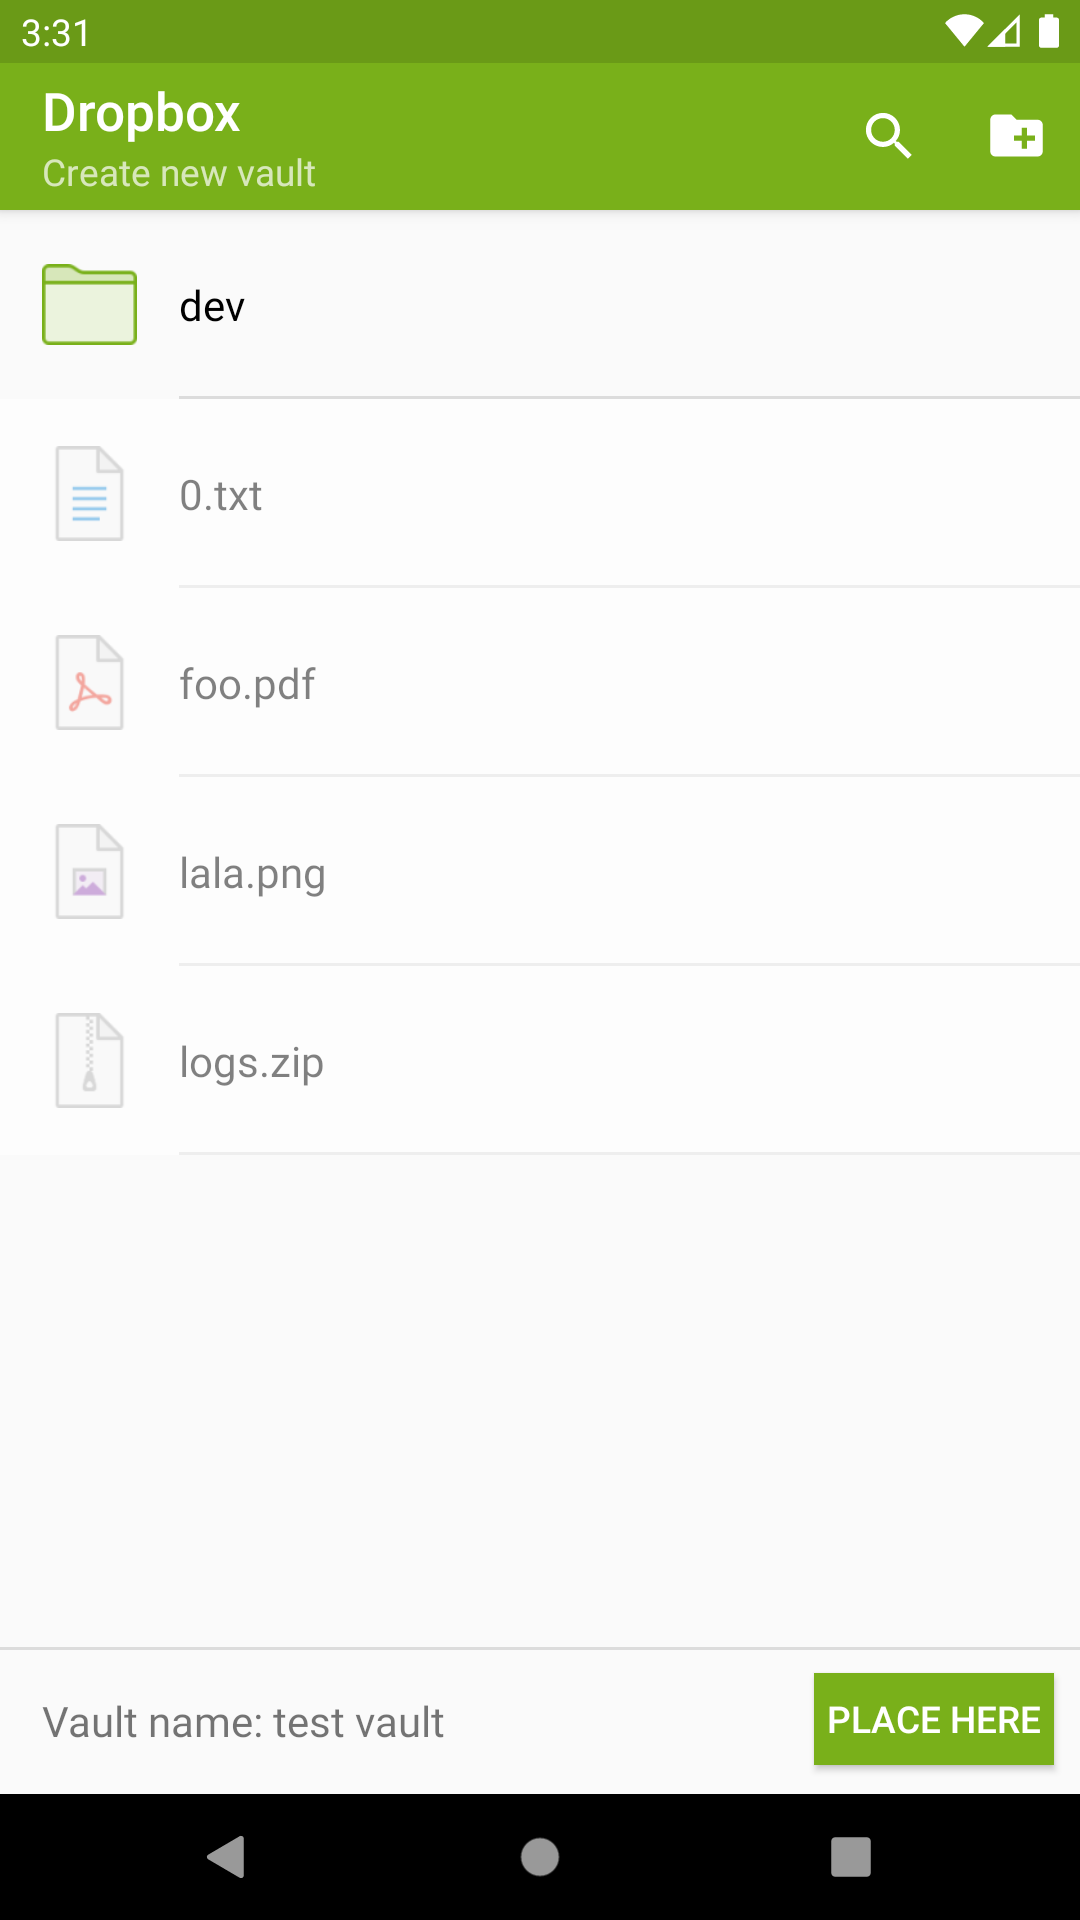 3:31
Dropbox
Create new vault
dev
0.txt
foo.pdf
lala.png
logs.zip
Vault name: test vault
PLACE HERE